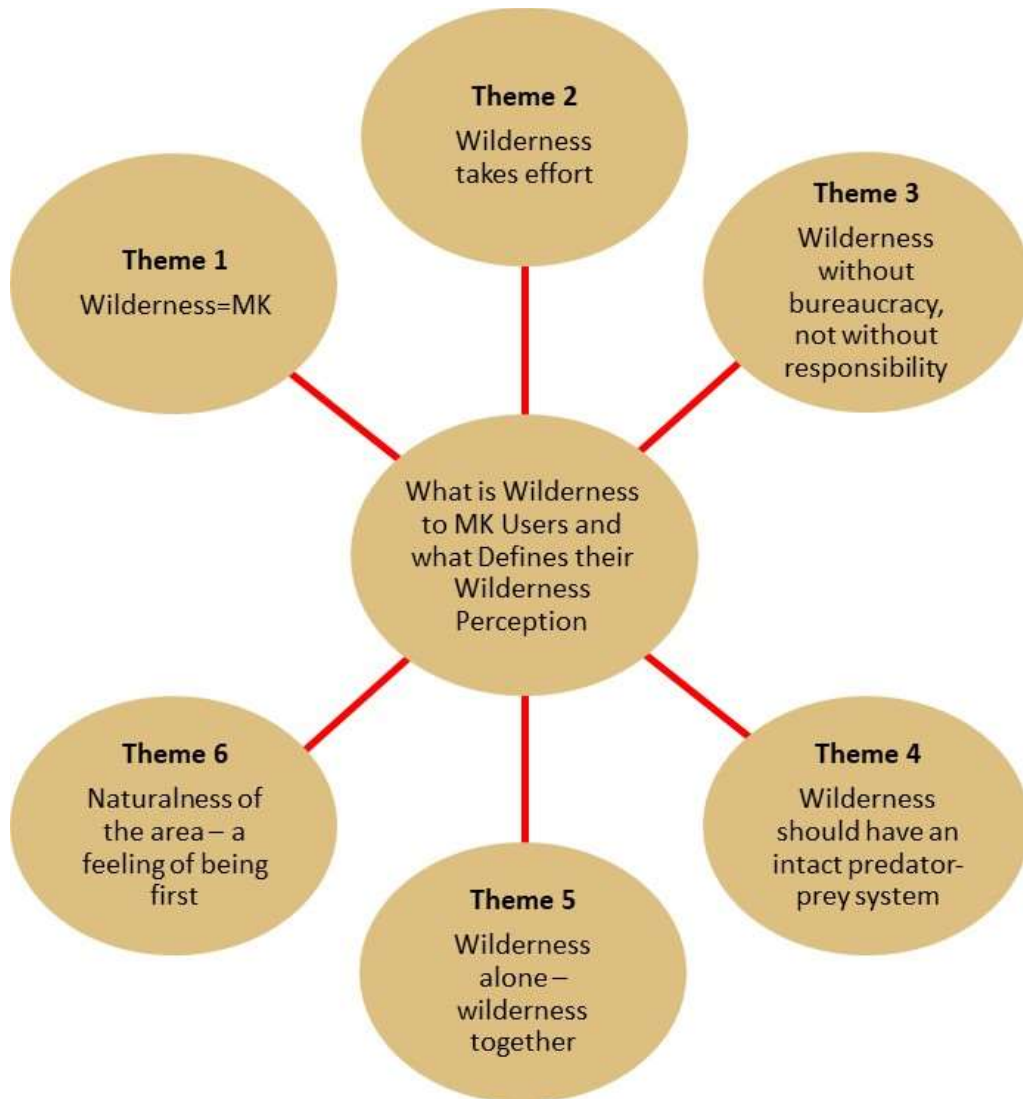 Theme 1
Wilderness=MK
Theme 2
Wilderness
takes effort
Theme 3
Wilderness
without
bureaucracy,
not without
responsibility
What is Wilderness
to MK Users and
what Defines their
Wilderness
Perception
Theme 4
Wilderness
should have an
intact predator-
prey system
Theme 5
Wilderness
alone –
wilderness
together
Theme 6
Naturalness of
the area – a
feeling of being
first